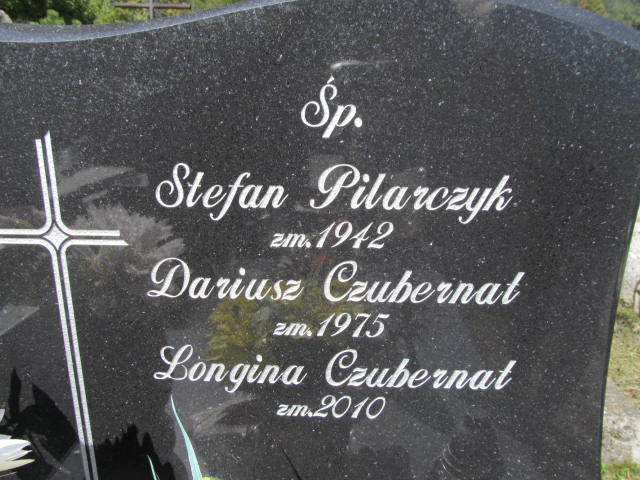 Śp.
Stefan Pilarczyk
zm.1942
Dariusz Czubernat
zm.1975
Longina Czubernat
zm.2010